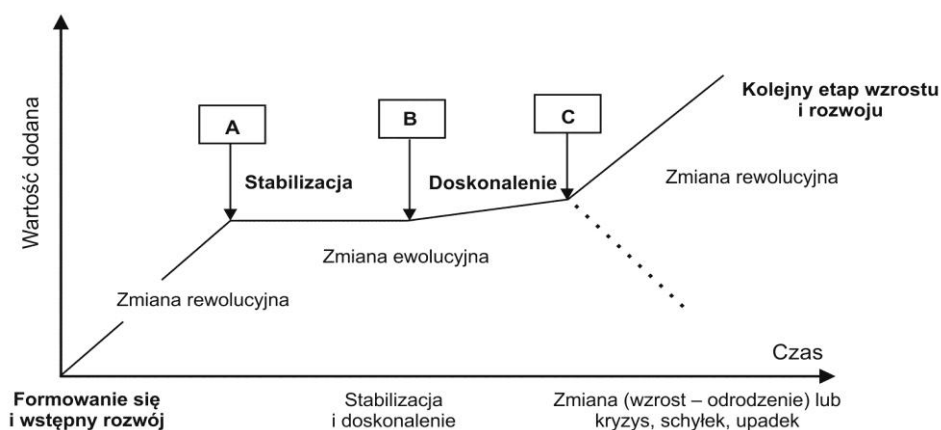 Wartość dodana
A
B
C
Kolejny etap wzrostu
i rozwoju
Stabilizacja
Doskonalenie
Zmiana rewolucyjna
Zmiana ewolucyjna
Zmiana rewolucyjna
Czas
Formowanie się
i wstępny rozwój
Stabilizacja
i doskonalenie
Zmiana (wzrost – odrodzenie) lub
kryzys, schyłek, upadek